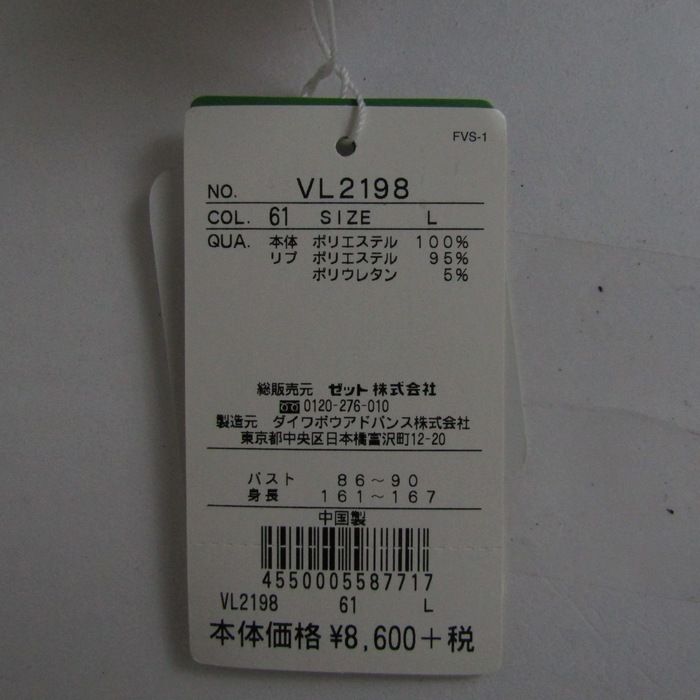 FVS-1
NO. VL2198
COL. 61 SIZE L
QUA. 本体 ポリエステル 100%
リブ ポリエステル 95%
ポリウレタン 5%
総販売元 ゼット株式会社
0120-276-010
製造元 ダイワボウアドバンス株式会社
東京都中央区日本橋富沢町12-20
バスト 86~90
身長 161~167
中国製
4550005587717
VL2198 61 L
本体価格 ¥8,600+税